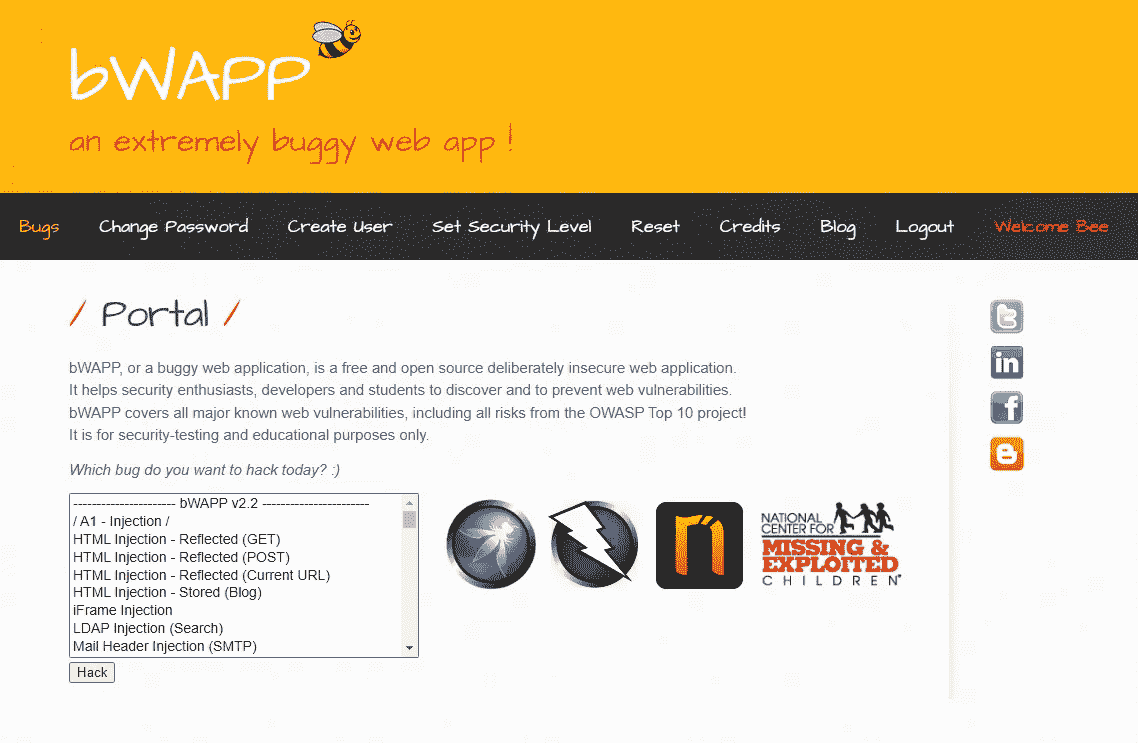 bWAPP
an extremely buggy web app !
Bugs Change Password Create User Set Security Level Reset Credits Blog Logout Welcome Bee
/ Portal /
bWAPP, or a buggy web application, is a free and open source deliberately insecure web application.
It helps security enthusiasts, developers and students to discover and to prevent web vulnerabilities.
bWAPP covers all major known web vulnerabilities, including all risks from the OWASP Top 10 project!
It is for security-testing and educational purposes only.
Which bug do you want to hack today? :)
---------------------- bWAPP v2.2 -----------------------
/ A1 - Injection /
HTML Injection - Reflected (GET)
HTML Injection - Reflected (POST)
HTML Injection - Reflected (Current URL)
HTML Injection - Stored (Blog)
iFrame Injection
LDAP Injection (Search)
Mail Header Injection (SMTP)
Hack
NATIONAL
CENTER FOR
MISSING &
EXPLOITED
CHILDREN